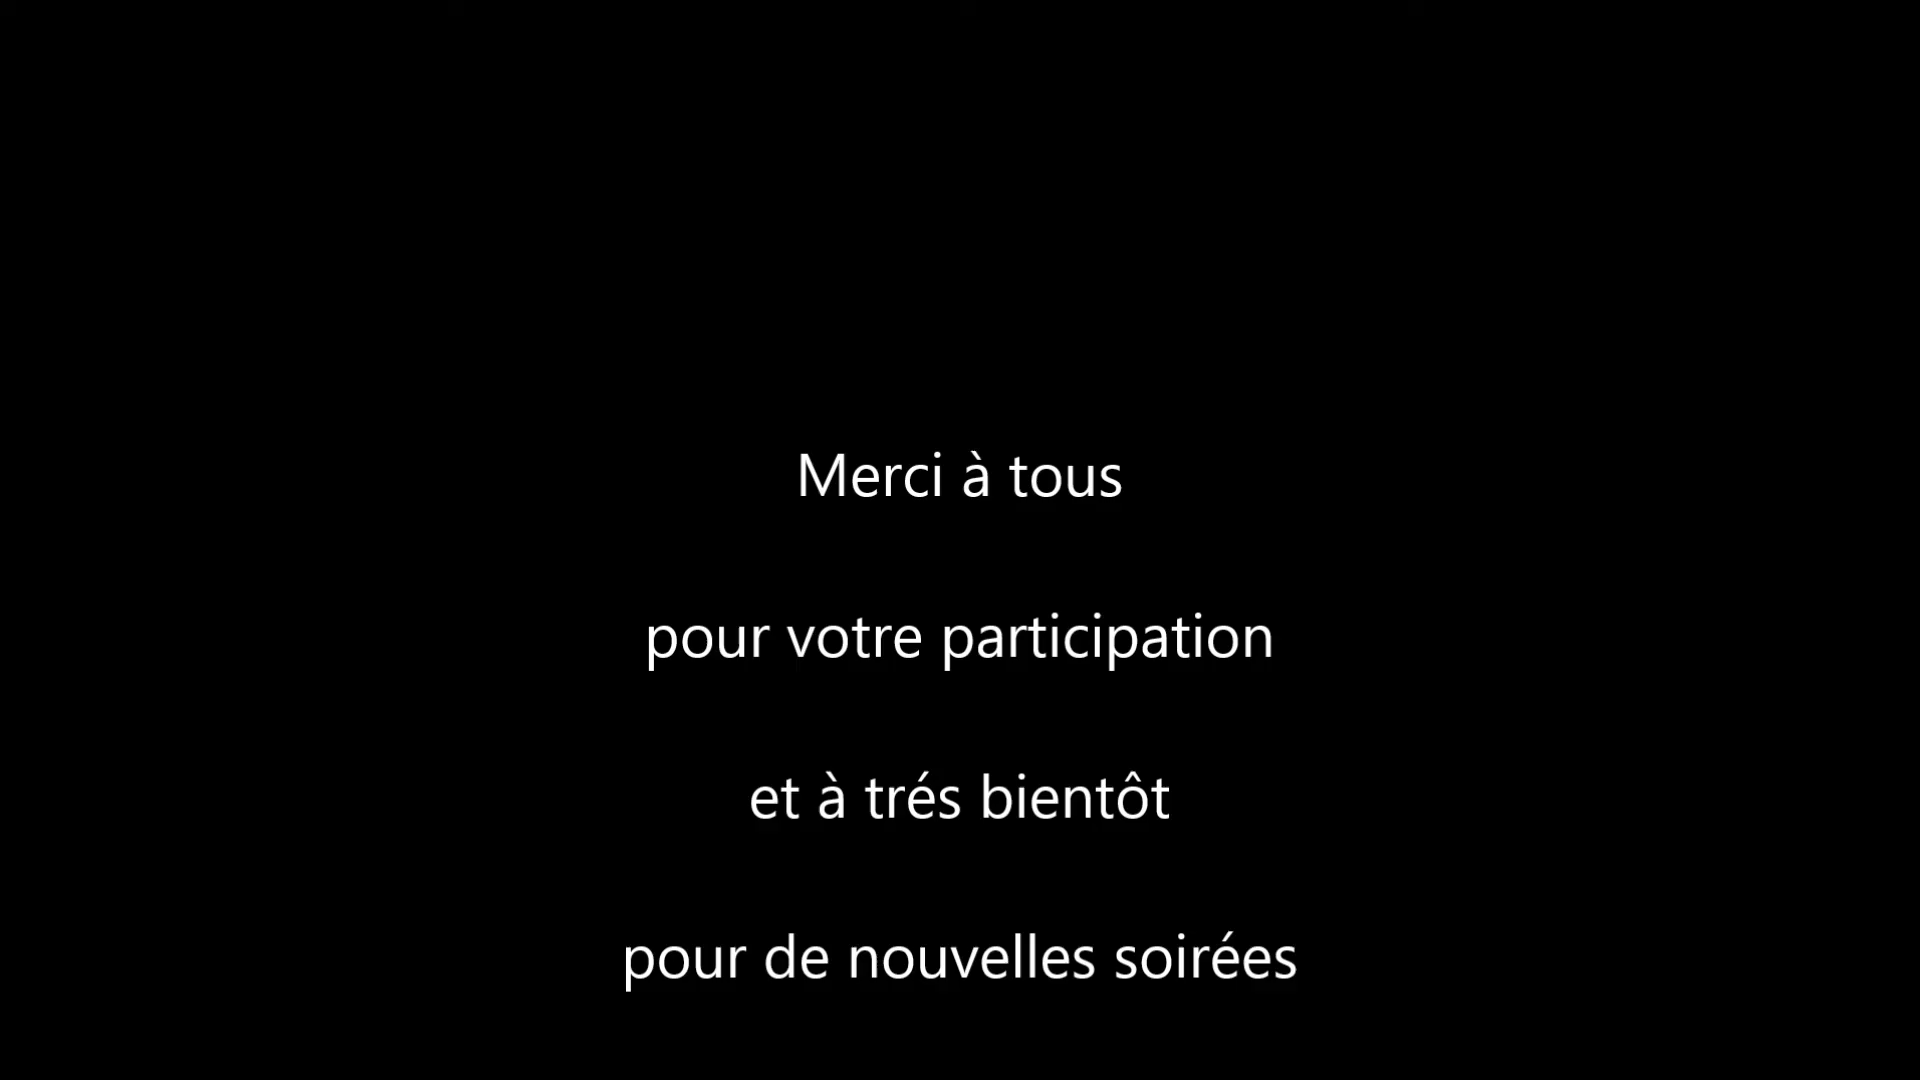 Merci à tous
pour votre participation
et à trés bientôt
pour de nouvelles soirées